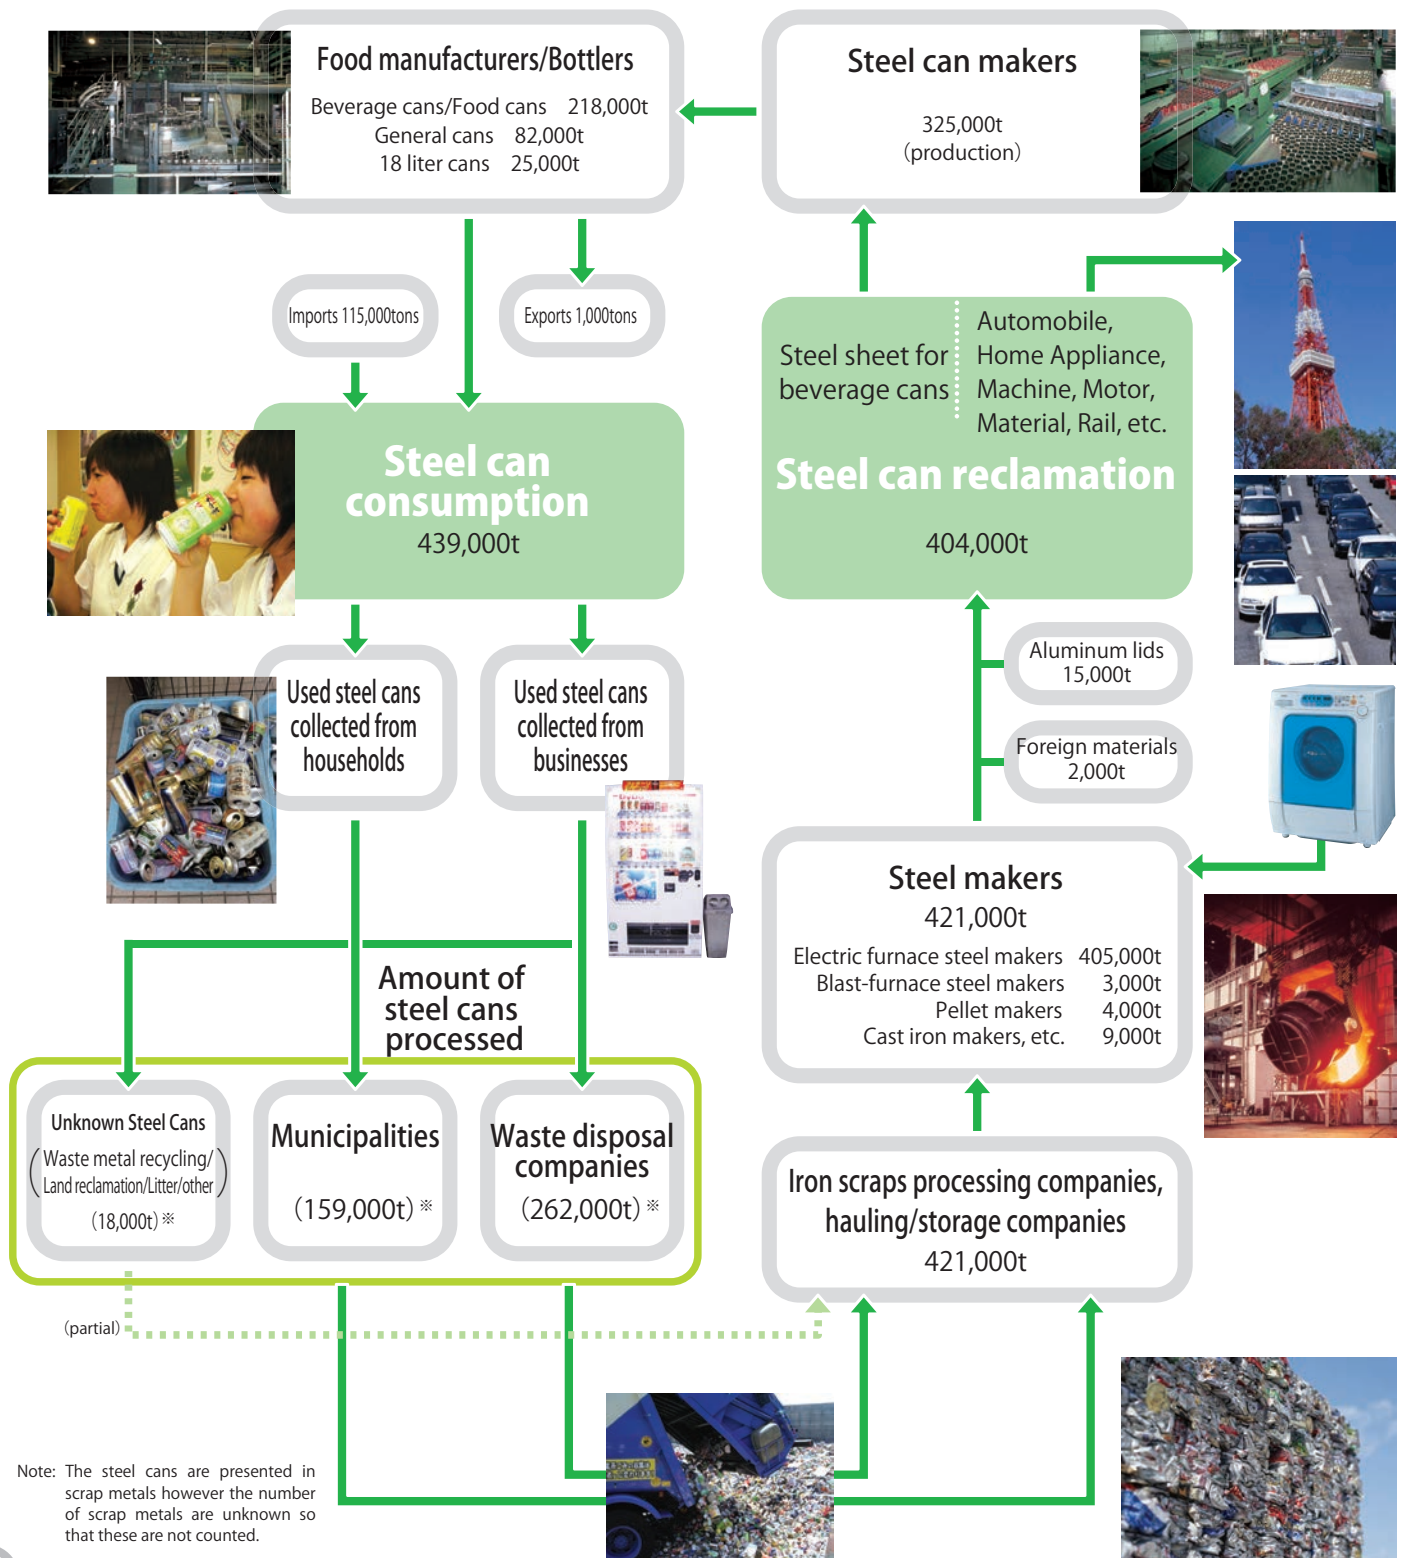 Food manufacturers/Bottlers
Beverage cans/Food cans 218,000t
General cans 82,000t
18 liter cans 25,000t
Steel can makers
325,000t
(production)
Imports 115,000tons
Exports 1,000tons
Steel can
consumption
439,000t
Steel sheet for
beverage cans
Automobile,
Home Appliance,
Machine, Motor,
Material, Rail, etc.
Steel can reclamation
404,000t
Used steel cans
collected from
households
Used steel cans
collected from
businesses
Aluminum lids
15,000t
Foreign materials
2,000t
Steel makers
421,000t
Electric furnace steel makers 405,000t
Blast-furnace steel makers 3,000t
Pellet makers 4,000t
Cast iron makers, etc. 9,000t
Amount of
steel cans
processed
Unknown Steel Cans
(Waste metal recycling/
Land reclamation/Litter/other)
(18,000t)※
Municipalities
(159,000t)※
Waste disposal
companies
(262,000t)※
Iron scraps processing companies,
hauling/storage companies
421,000t
(partial)
Note: The steel cans are presented in
scrap metals however the number
of scrap metals are unknown so
that these are not counted.